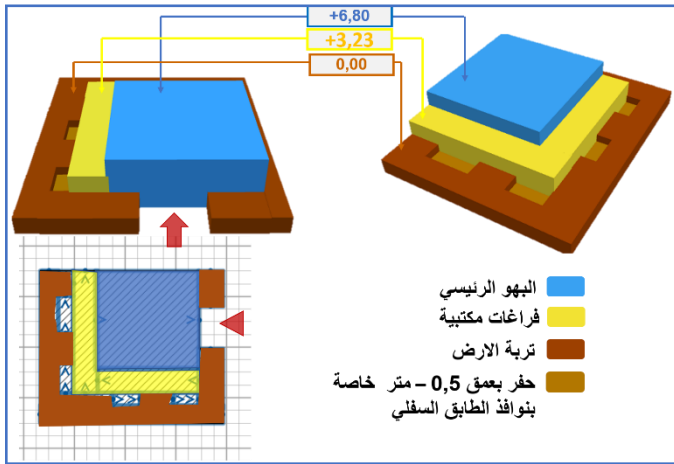 +6,80
+3,23
0,00
البهو الرئيسي
فراغات مكتبية
تربة الارض
حفر بعمق 0,5 – متر خاصة
بنوافذ الطابق السفلي